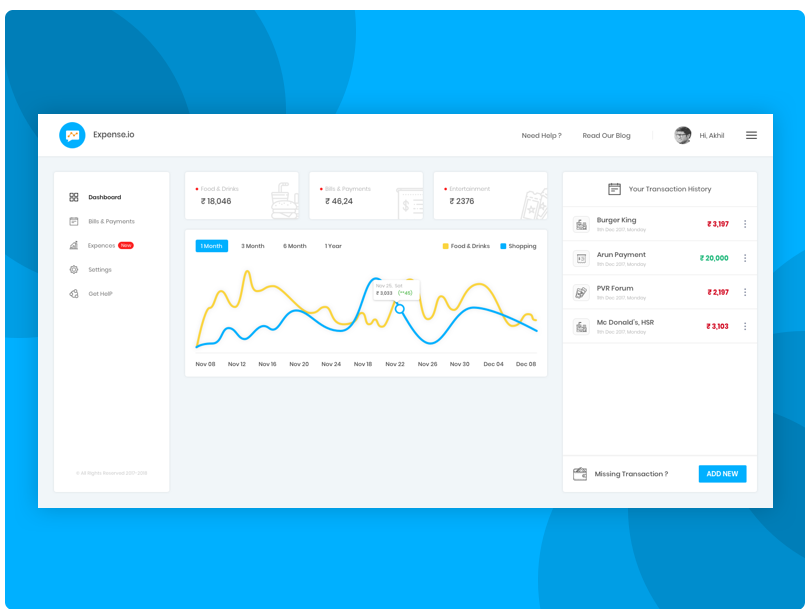 Expense.io
Need Help ?
Read Our Blog
Hi, Akhil
Dashboard
Bills & Payments
Expences New
Settings
Get HelP
© All Rights Reserved 2017-2018
Food & Drinks
₹ 18,046
Bills & Payments
₹ 46,24
Entertainment
₹ 2376
1 Month
3 Month
6 Month
1 Year
Food & Drinks
Shopping
Nov 25, Sat
₹ 3,033
Nov 08
Nov 12
Nov 16
Nov 20
Nov 24
Nov 18
Nov 22
Nov 26
Nov 30
Dec 04
Dec 08
Your Transaction History
Burger King
9th Dec 2017, Monday
₹ 3,197
Arun Payment
9th Dec 2017, Monday
₹ 20,000
PVR Forum
9th Dec 2017, Monday
₹ 2,197
Mc Donald's, HSR
9th Dec 2017, Monday
₹ 3,103
Missing Transaction ?
ADD NEW